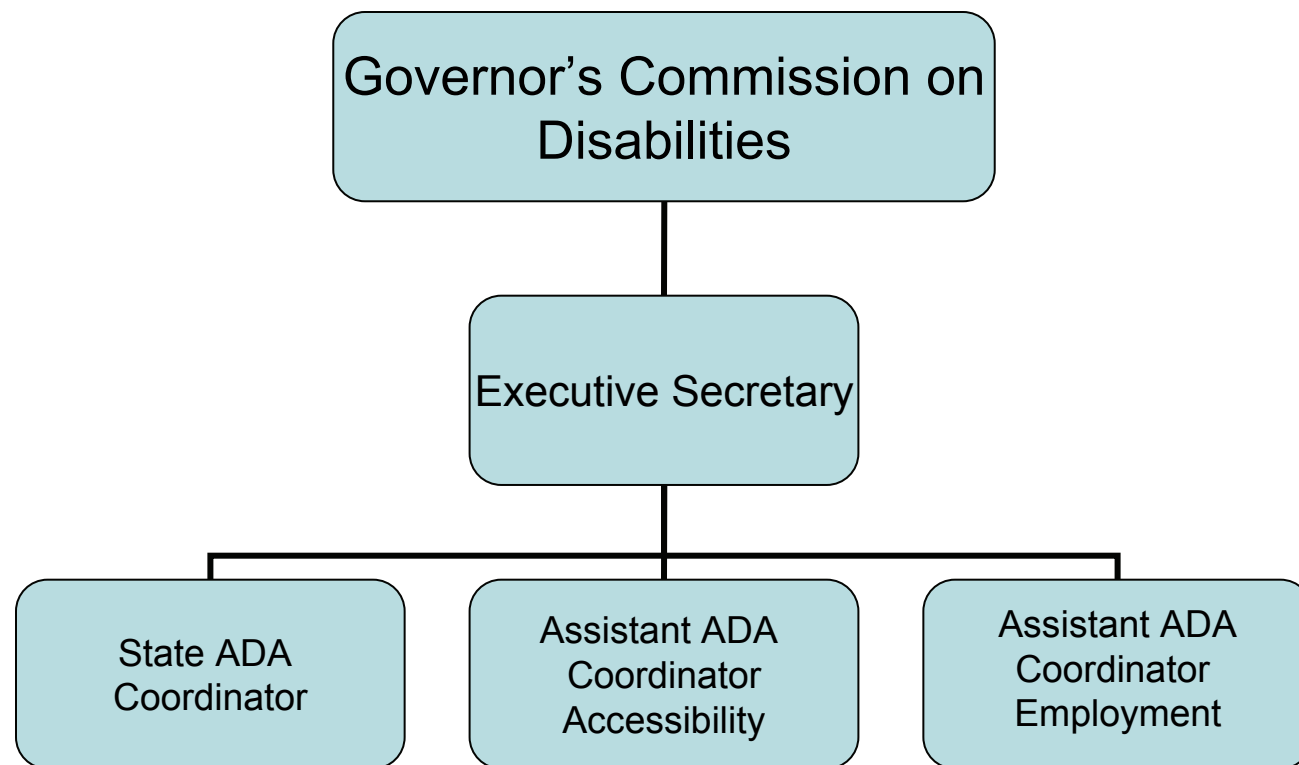 Governor’s Commission on
Disabilities
Executive Secretary
State ADA
Coordinator
Assistant ADA
Coordinator
Accessibility
Assistant ADA
Coordinator
Employment